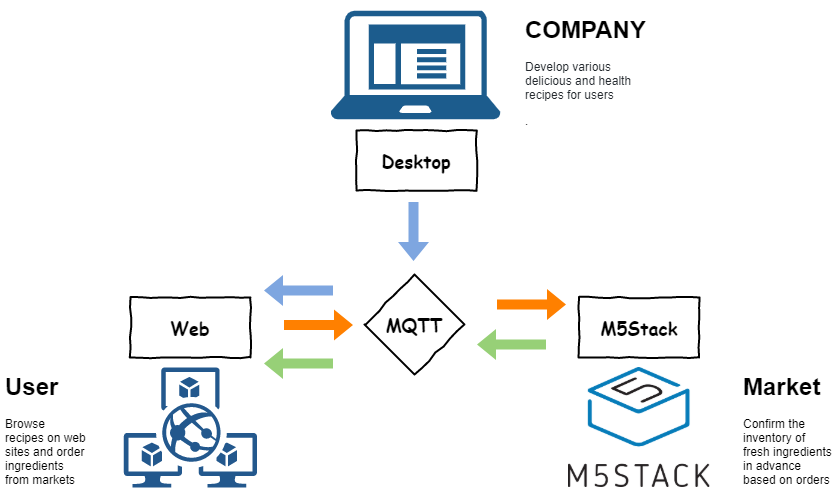 COMPANY
Develop various
delicious and health
recipes for users
.
Desktop
MQTT
Web
M5Stack
User
Browse
recipes on web
sites and order
ingredients
from markets
5
M5STACK
Market
Confirm the
inventory of
fresh ingredients
in advance
based on orders